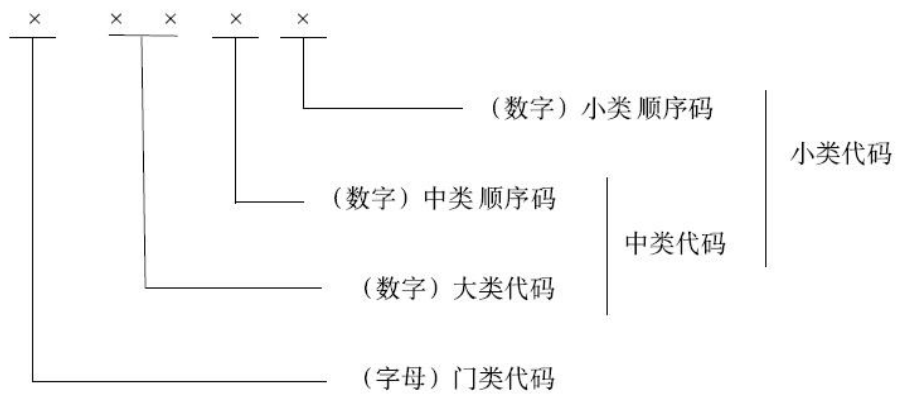 × × × × ×
（数字）小类顺序码
小类代码
（数字）中类顺序码
中类代码
（数字）大类代码
（字母）门类代码